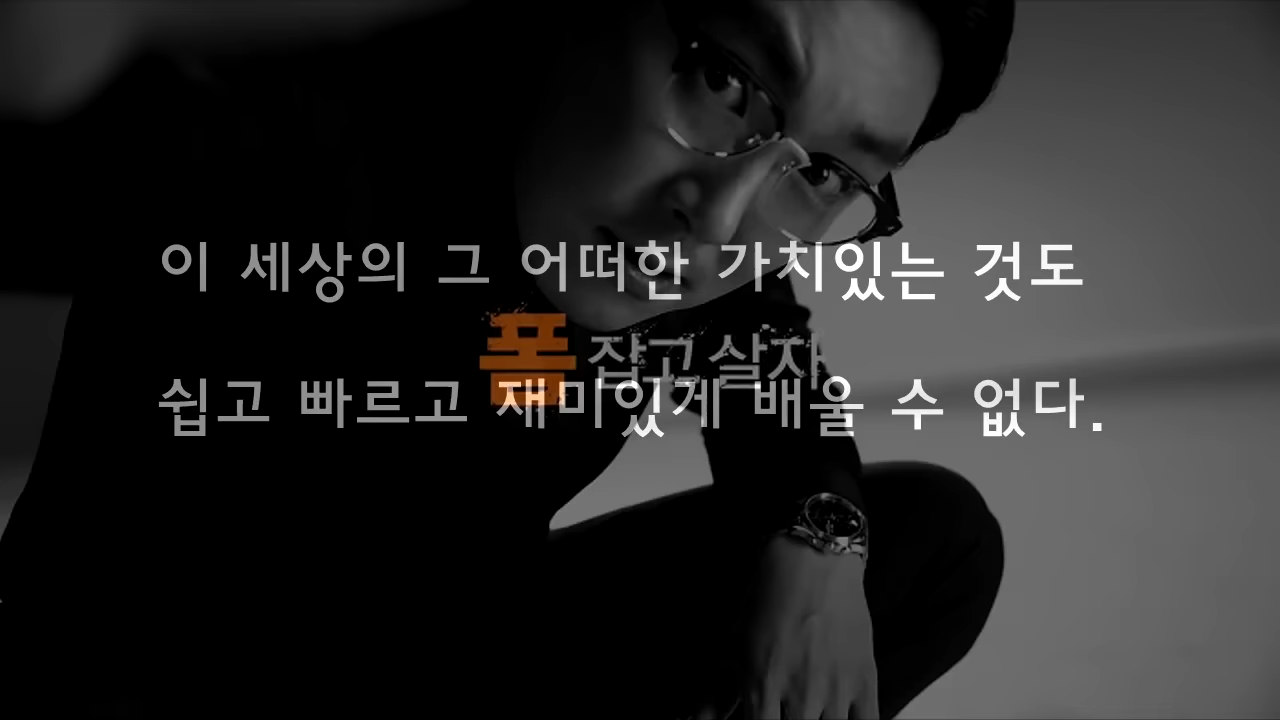 이 세상의 그 어떠한 가치있는 것도
폼 잡고 살자
쉽고 빠르고 재미있게 배울 수 없다.